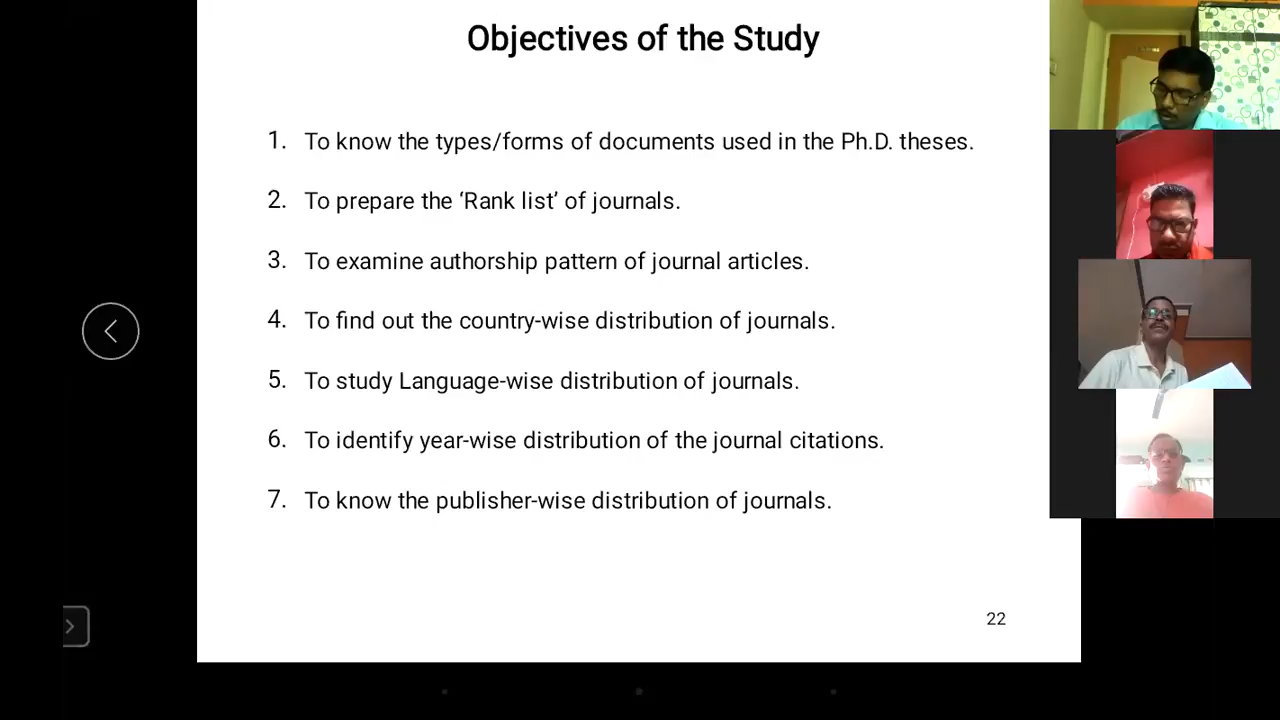 Objectives of the Study
1. To know the types/forms of documents used in the Ph.D. theses.
2. To prepare the ‘Rank list’ of journals.
3. To examine authorship pattern of journal articles.
4. To find out the country-wise distribution of journals.
5. To study Language-wise distribution of journals.
6. To identify year-wise distribution of the journal citations.
7. To know the publisher-wise distribution of journals.
22